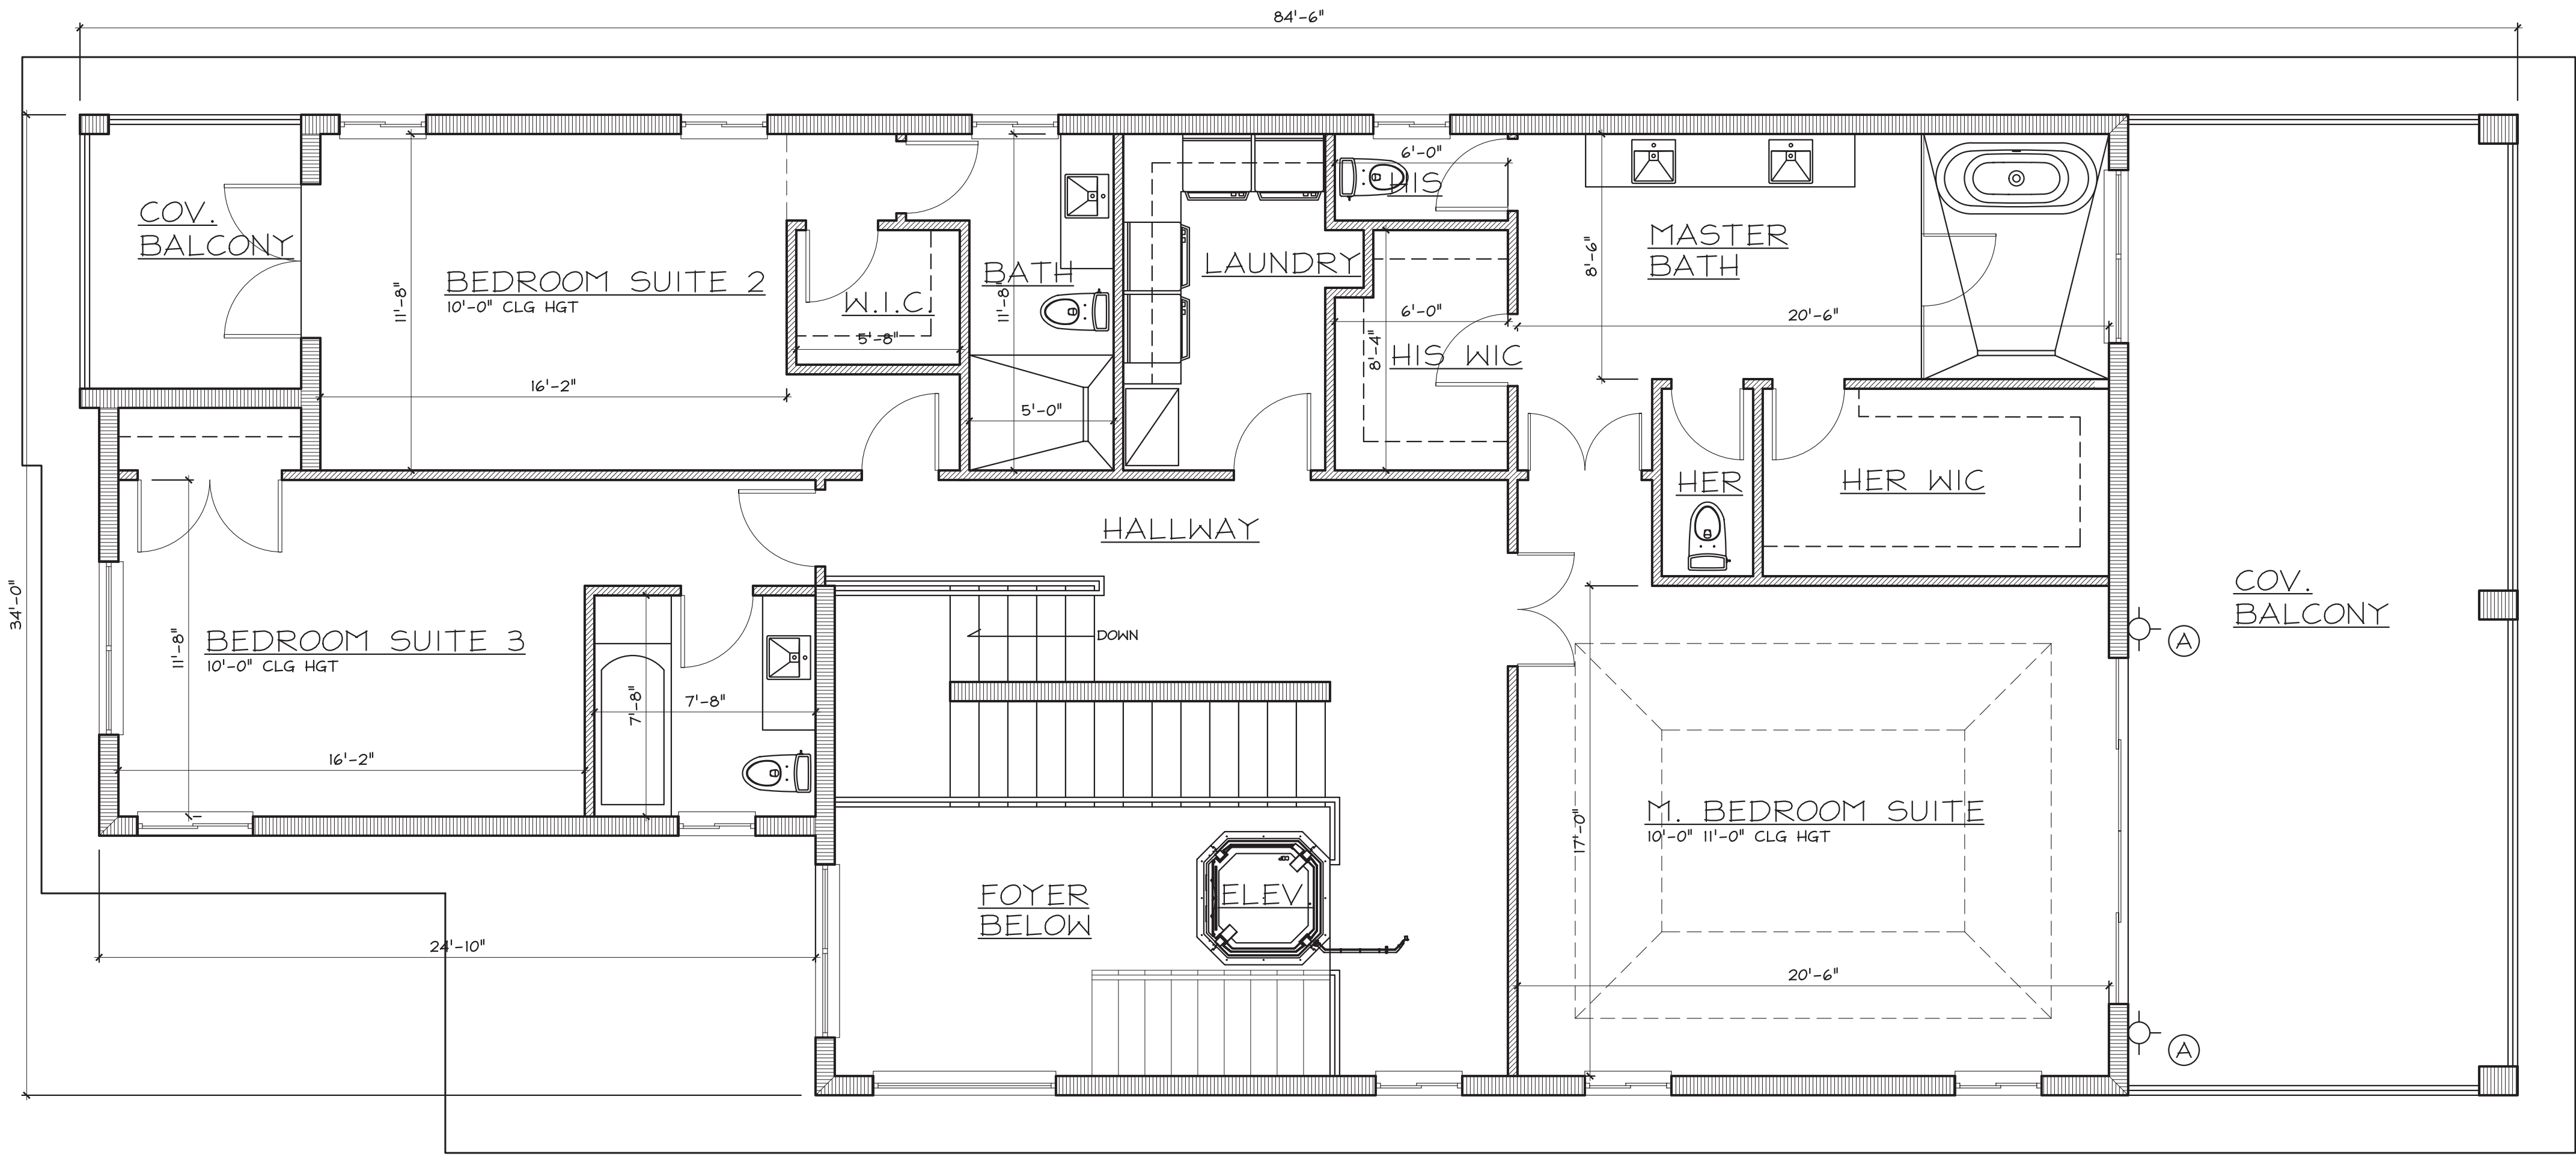 84'-6"
COV.
BALCONY
BEDROOM SUITE 2
10'-0" CLG HGT
11'-8"
16'-2"
W.I.C.
5'-8"
BATH
11'-8"
5'-0"
LAUNDRY
6'-0"
HIS
6'-0"
8'-4"
HIS WIC
MASTER
BATH
8'-6"
20'-6"
HER
HER WIC
HALLWAY
34'-0"
BEDROOM SUITE 3
10'-0" CLG HGT
11'-8"
16'-2"
7'-8"
7'-8"
DOWN
COV.
BALCONY
A
M. BEDROOM SUITE
10'-0" 11'-0" CLG HGT
17'-0"
20'-6"
FOYER
BELOW
ELEV.
24'-10"
A